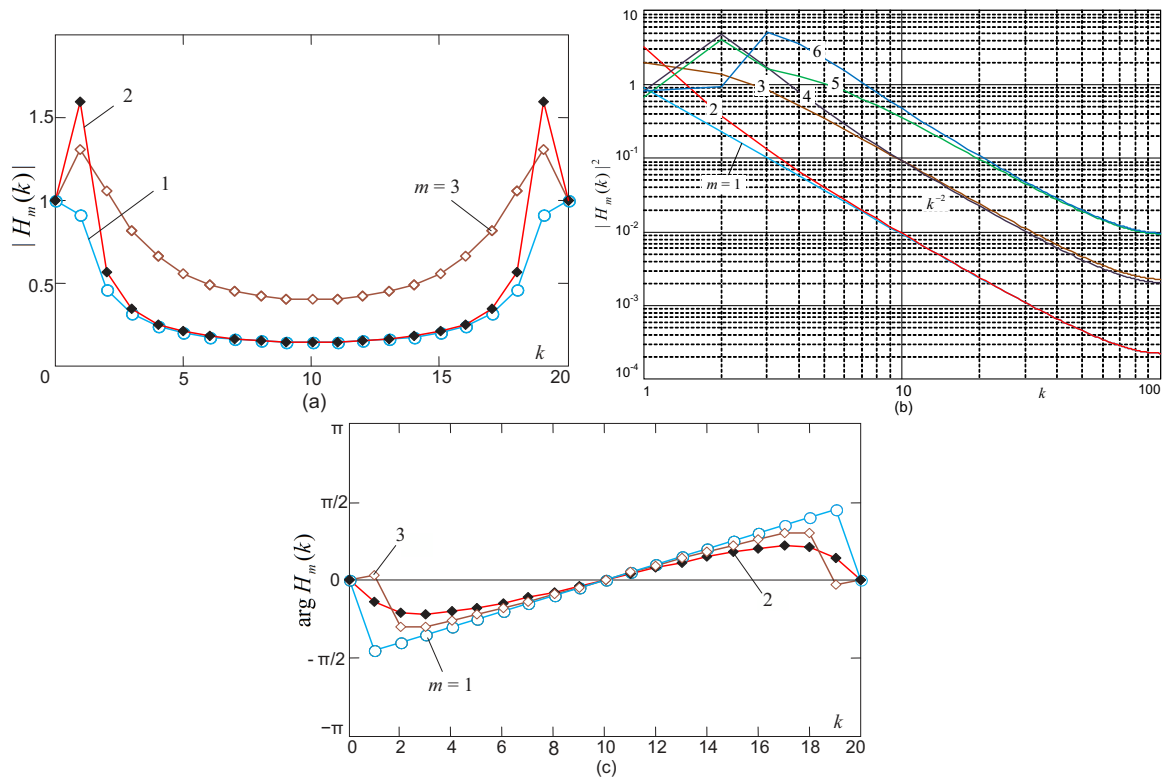 | H_m(k) |
1.5
1
0.5
2
1
m = 3
0
5
10
15
20
k
(a)
| H_m(k) |^2
10
1
10^-1
10^-2
10^-3
10^-4
6
5
3
4
2
m = 1
k^-2
1
10
100
k
(b)
arg H_m(k)
π
π/2
0
- π/2
−π
3
2
m = 1
0
2
4
6
8
10
12
14
16
18
20
k
(c)